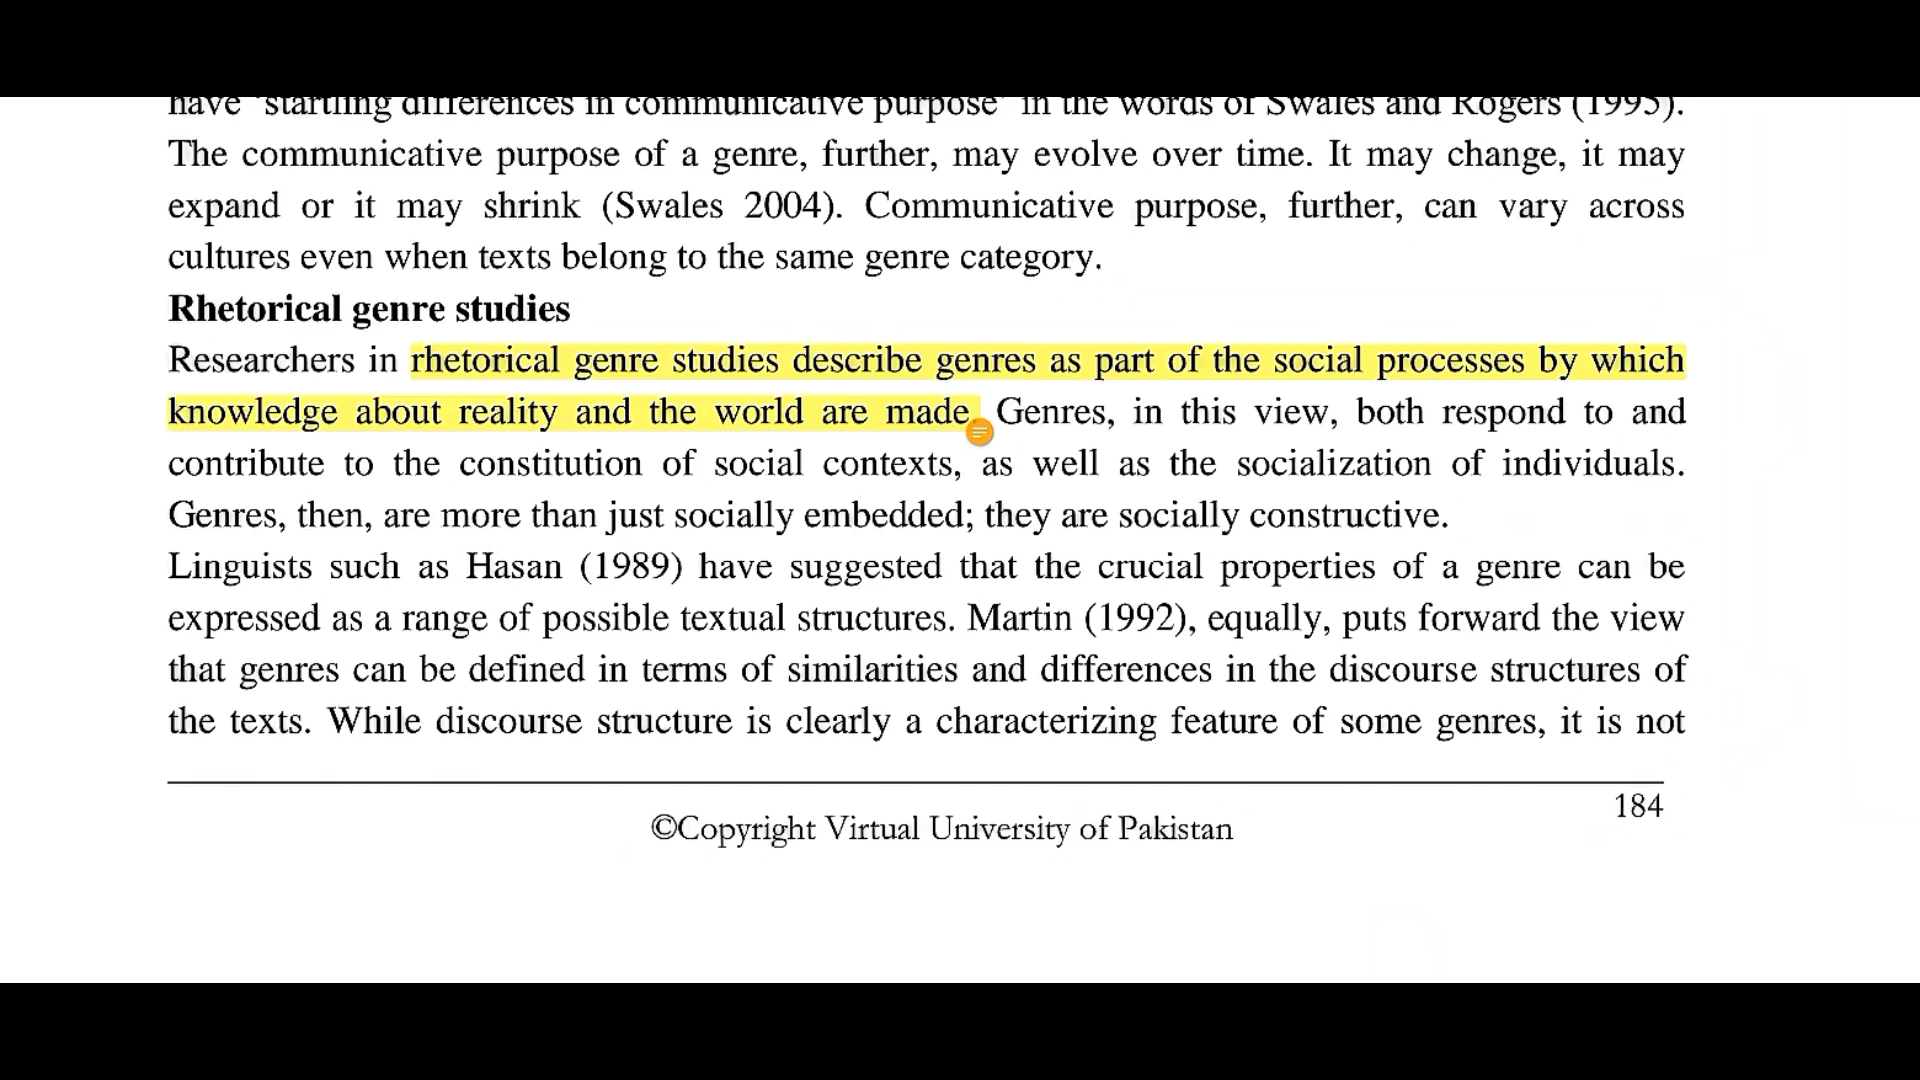 have 'startling differences in communicative purpose' in the words of Swales and Rogers (1995).
The communicative purpose of a genre, further, may evolve over time. It may change, it may
expand or it may shrink (Swales 2004). Communicative purpose, further, can vary across
cultures even when texts belong to the same genre category.
Rhetorical genre studies
Researchers in rhetorical genre studies describe genres as part of the social processes by which
knowledge about reality and the world are made. Genres, in this view, both respond to and
contribute to the constitution of social contexts, as well as the socialization of individuals.
Genres, then, are more than just socially embedded; they are socially constructive.
Linguists such as Hasan (1989) have suggested that the crucial properties of a genre can be
expressed as a range of possible textual structures. Martin (1992), equally, puts forward the view
that genres can be defined in terms of similarities and differences in the discourse structures of
the texts. While discourse structure is clearly a characterizing feature of some genres, it is not
184
©Copyright Virtual University of Pakistan